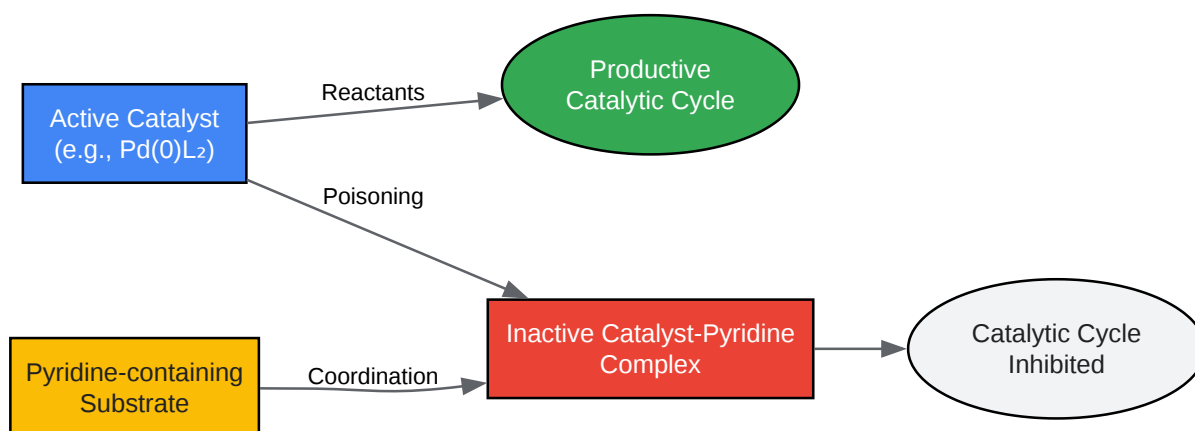 Active Catalyst
(e.g., Pd(0)L₂)
Reactants
Productive
Catalytic Cycle
Poisoning
Pyridine-containing
Substrate
Coordination
Inactive Catalyst-Pyridine
Complex
Catalytic Cycle
Inhibited